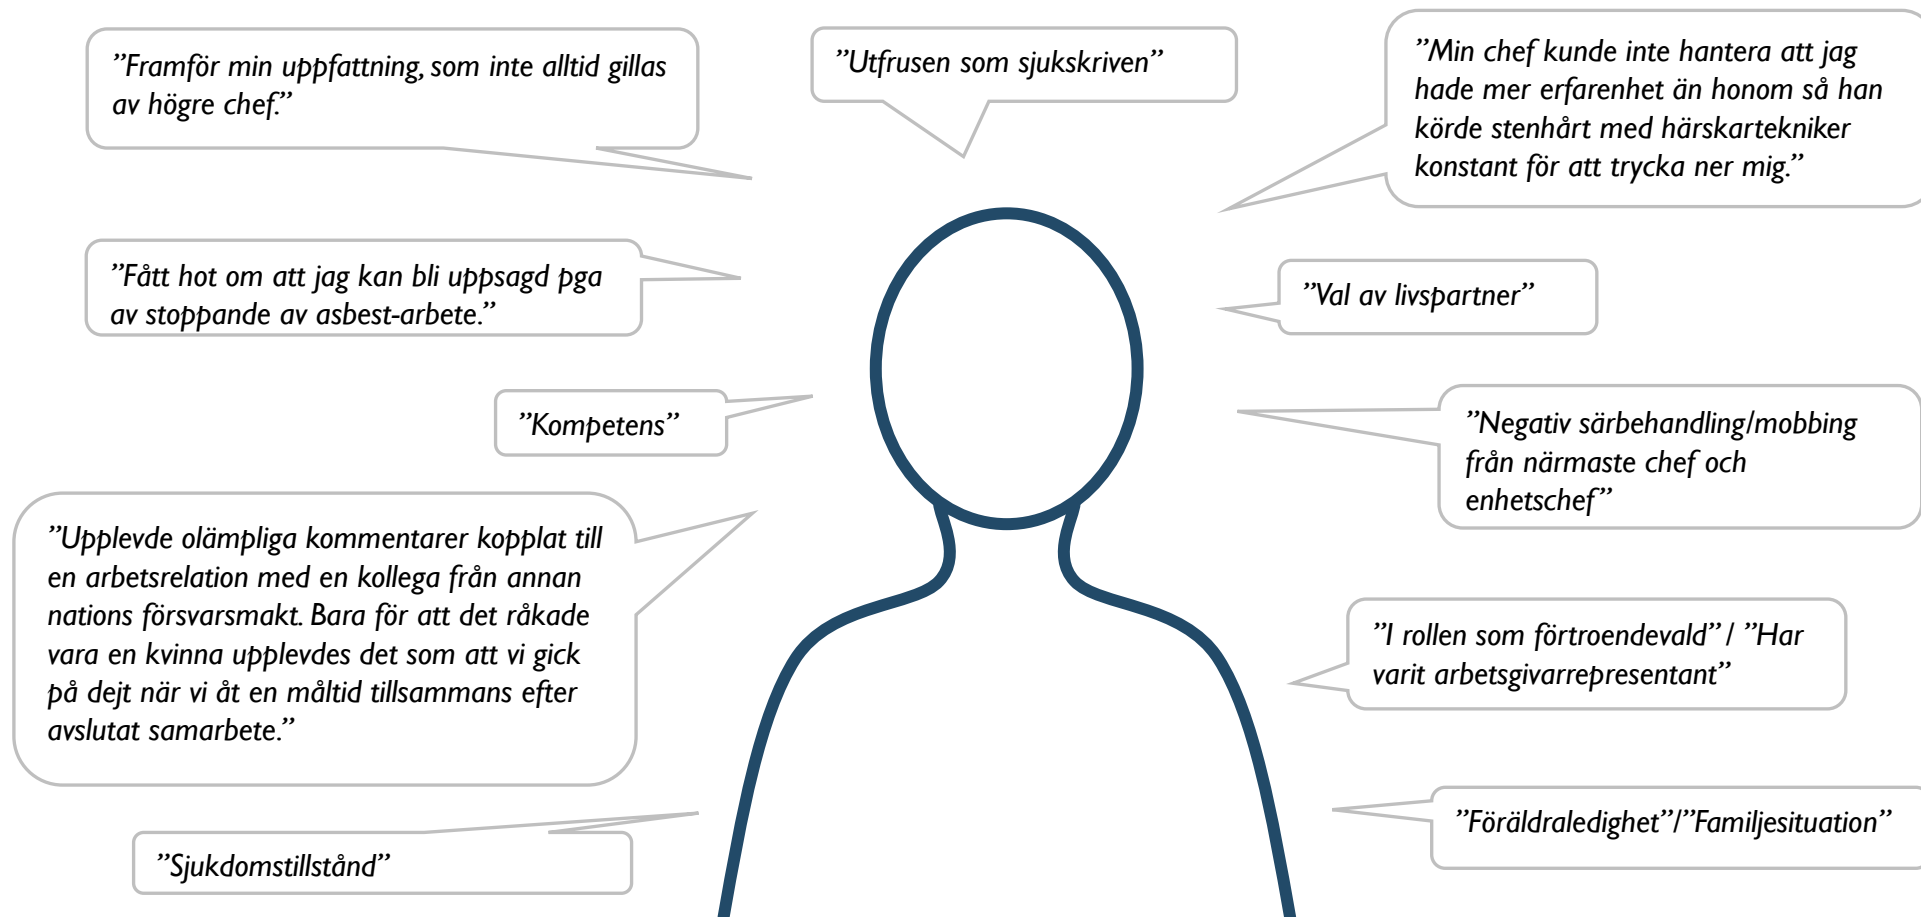 ”Framför min uppfattning, som inte alltid gillas
av högre chef.”
”Utfrusen som sjukskriven”
”Min chef kunde inte hantera att jag
hade mer erfarenhet än honom så han
körde stenhårt med härskartekniker
konstant för att trycka ner mig.”
”Fått hot om att jag kan bli uppsagd pga
av stoppande av asbest-arbete.”
”Val av livspartner”
”Kompetens”
”Negativ särbehandling/mobbing
från närmaste chef och
enhetschef”
”Upplevde olämpliga kommentarer kopplat till
en arbetsrelation med en kollega från annan
nations försvarsmakt. Bara för att det råkade
vara en kvinna upplevdes det som att vi gick
på dejt när vi åt en måltid tillsammans efter
avslutat samarbete.”
”I rollen som förtroendevald” / ”Har
varit arbetsgivarrepresentant”
”Föräldraledighet”/”Familjesituation”
”Sjukdomstillstånd”